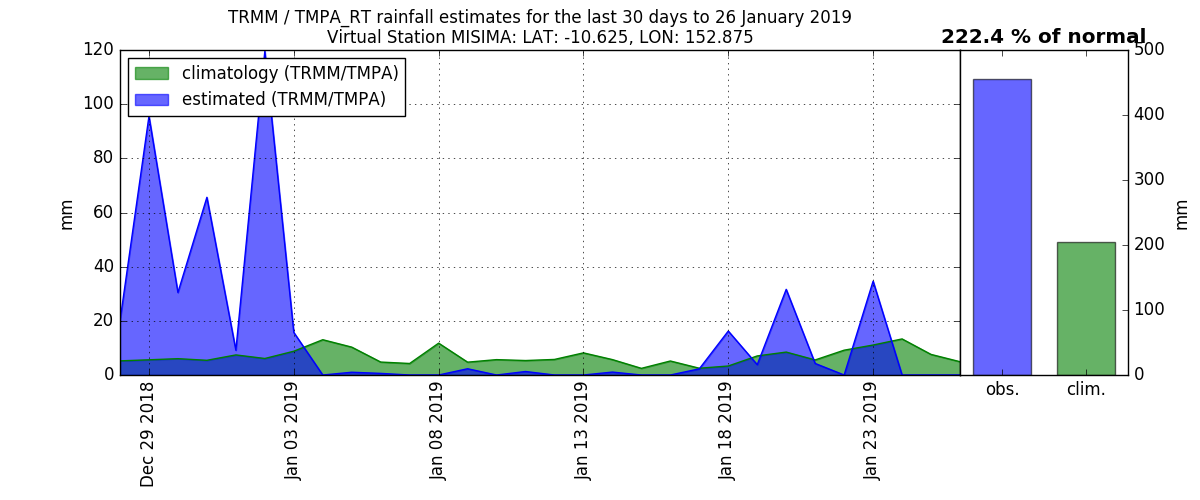 TRMM / TMPA_RT rainfall estimates for the last 30 days to 26 January 2019
Virtual Station MISIMA: LAT: -10.625, LON: 152.875
222.4 % of normal
climatology (TRMM/TMPA)
estimated (TRMM/TMPA)
120
100
80
60
40
20
0
mm
Dec 29 2018
Jan 03 2019
Jan 08 2019
Jan 13 2019
Jan 18 2019
Jan 23 2019
500
400
300
200
100
0
mm
obs.
clim.